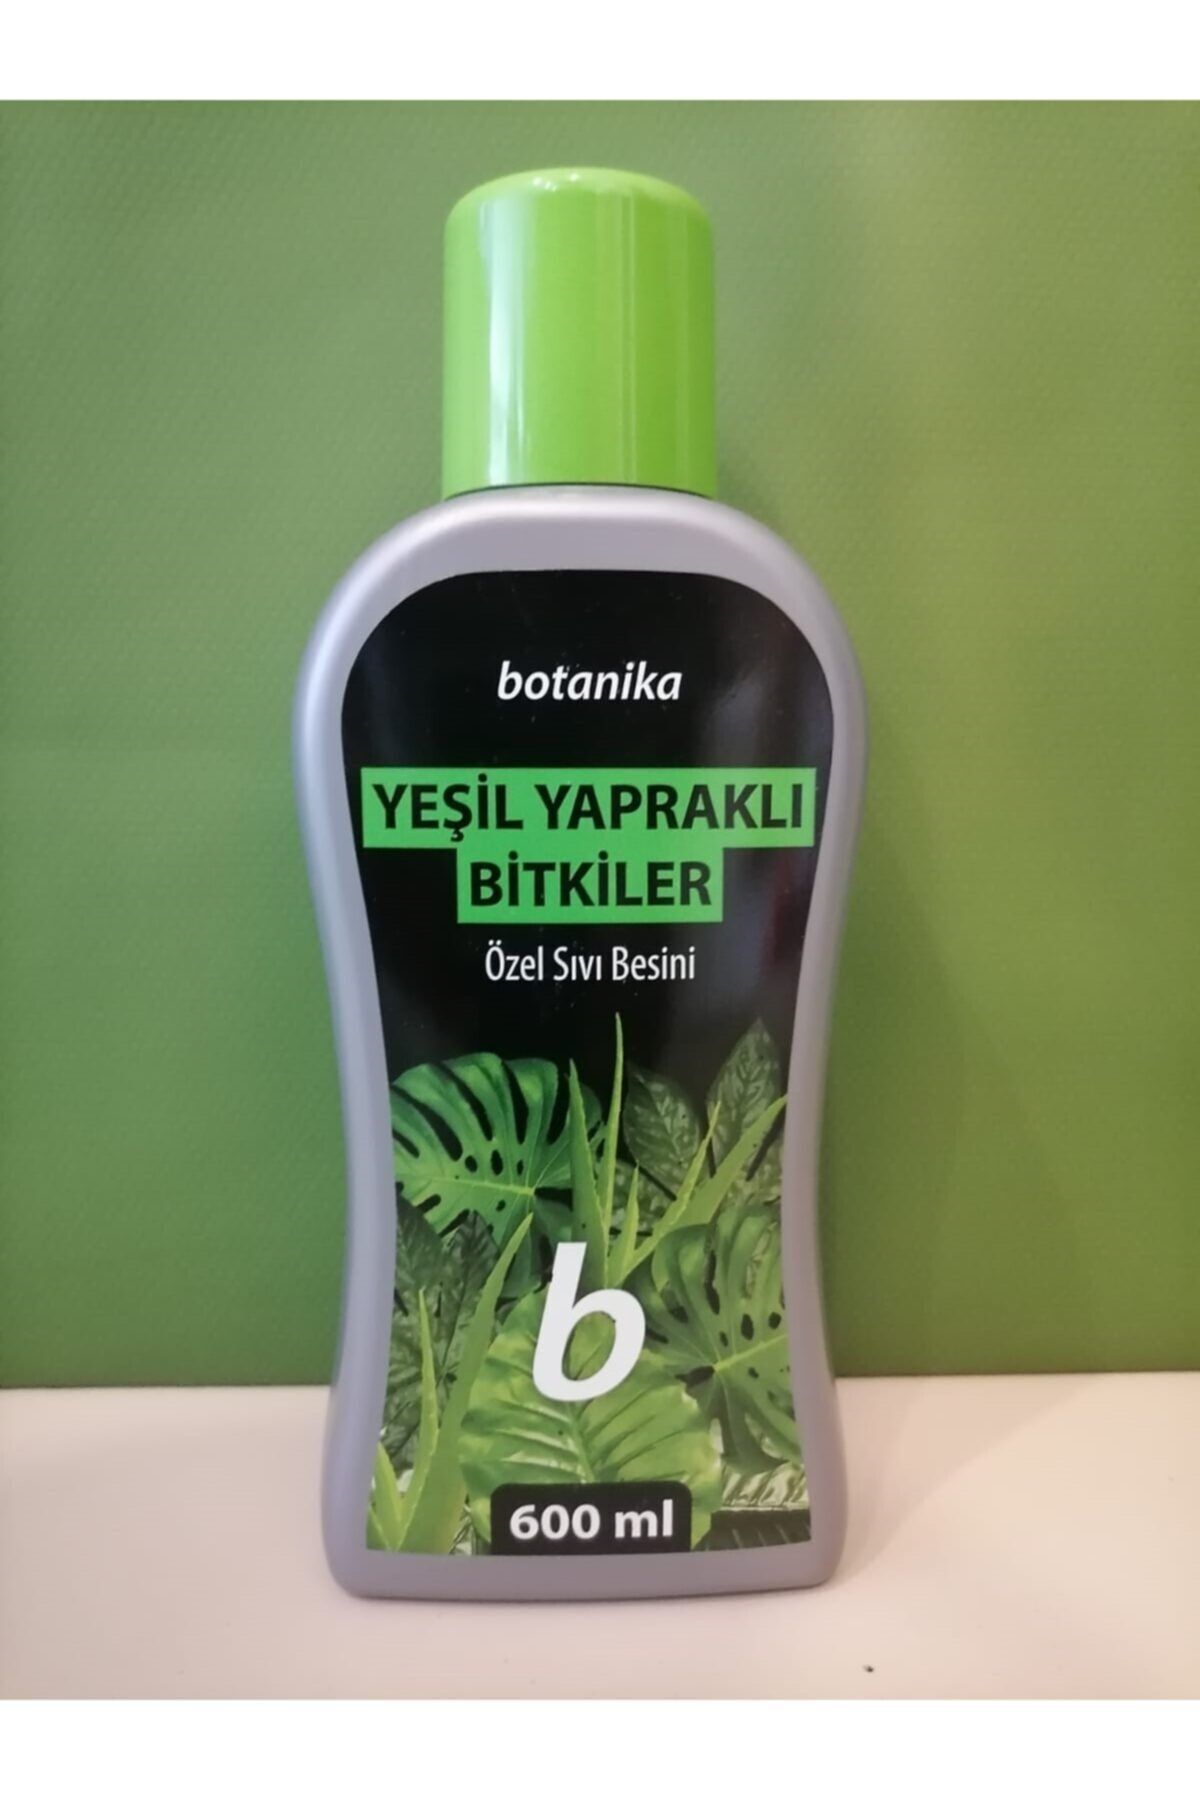 botanika
YEŞİL YAPRAKLI
BİTKİLER
Özel Sıvı Besini
b
600 ml